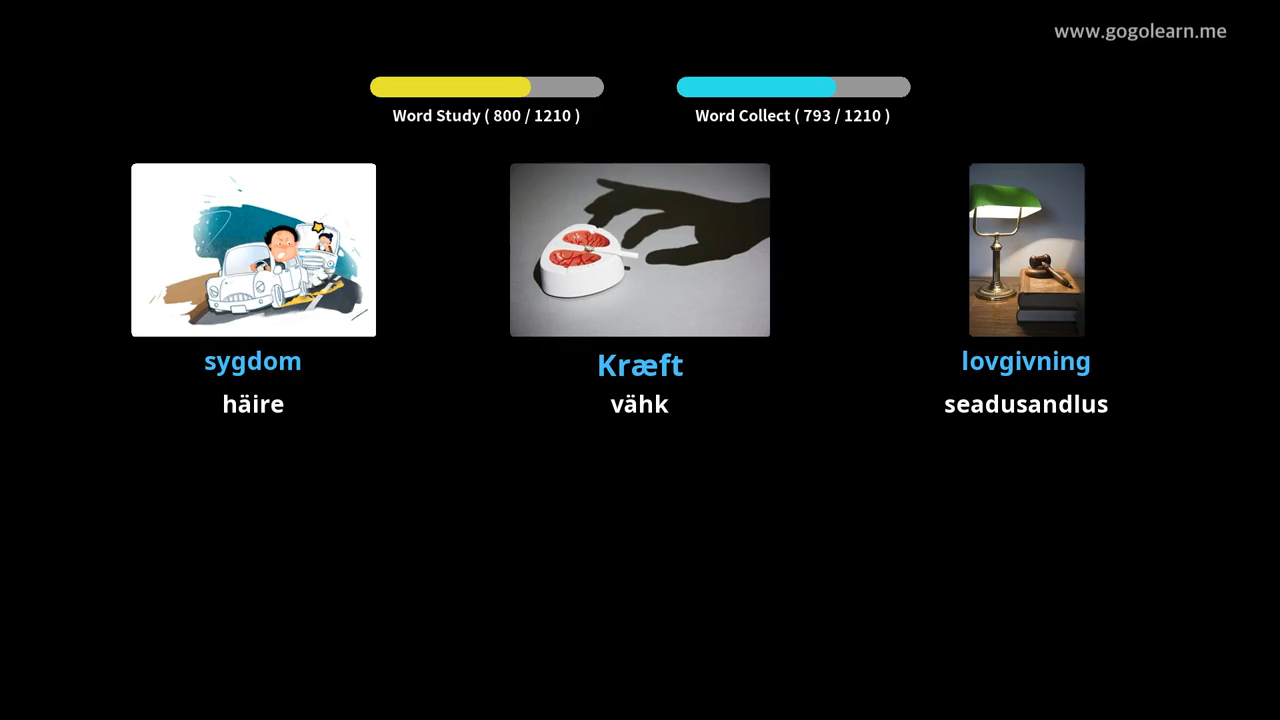 www.gogolearn.me
Word Study ( 800 / 1210 )
Word Collect ( 793 / 1210 )
sygdom
Kræft
lovgivning
häire
vähk
seadusandlus